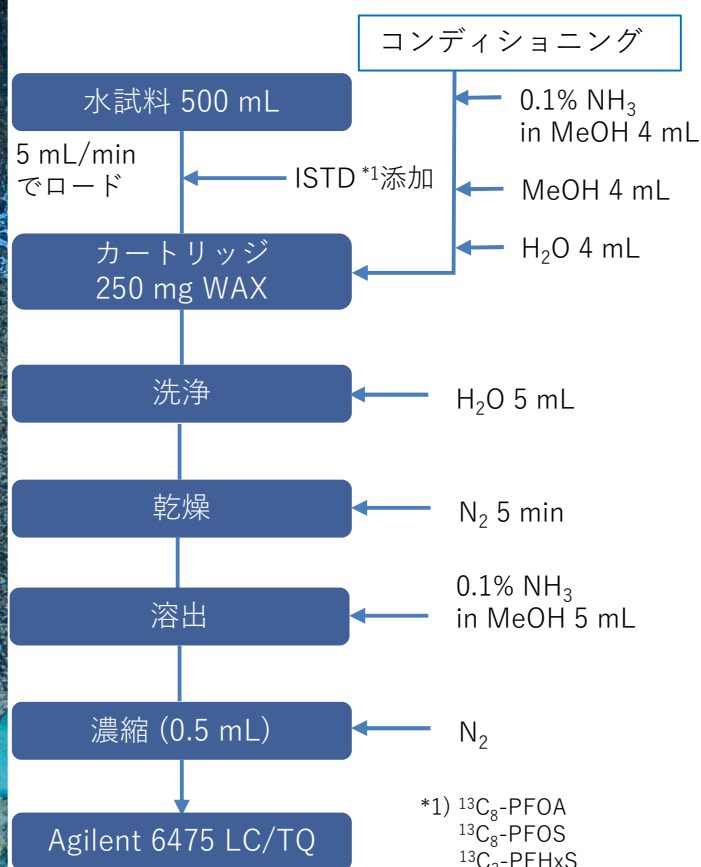 コンディショニング
水試料 500 mL
0.1% NH₃
in MeOH 4 mL
5 mL/min
でロード
ISTD *1添加
MeOH 4 mL
H₂O 4 mL
カートリッジ
250 mg WAX
洗浄
H₂O 5 mL
乾燥
N₂ 5 min
0.1% NH₃
in MeOH 5 mL
溶出
濃縮 (0.5 mL)
N₂
Agilent 6475 LC/TQ
*1) ¹³C₈-PFOA
¹³C₈-PFOS
¹³C₃-PFHxS